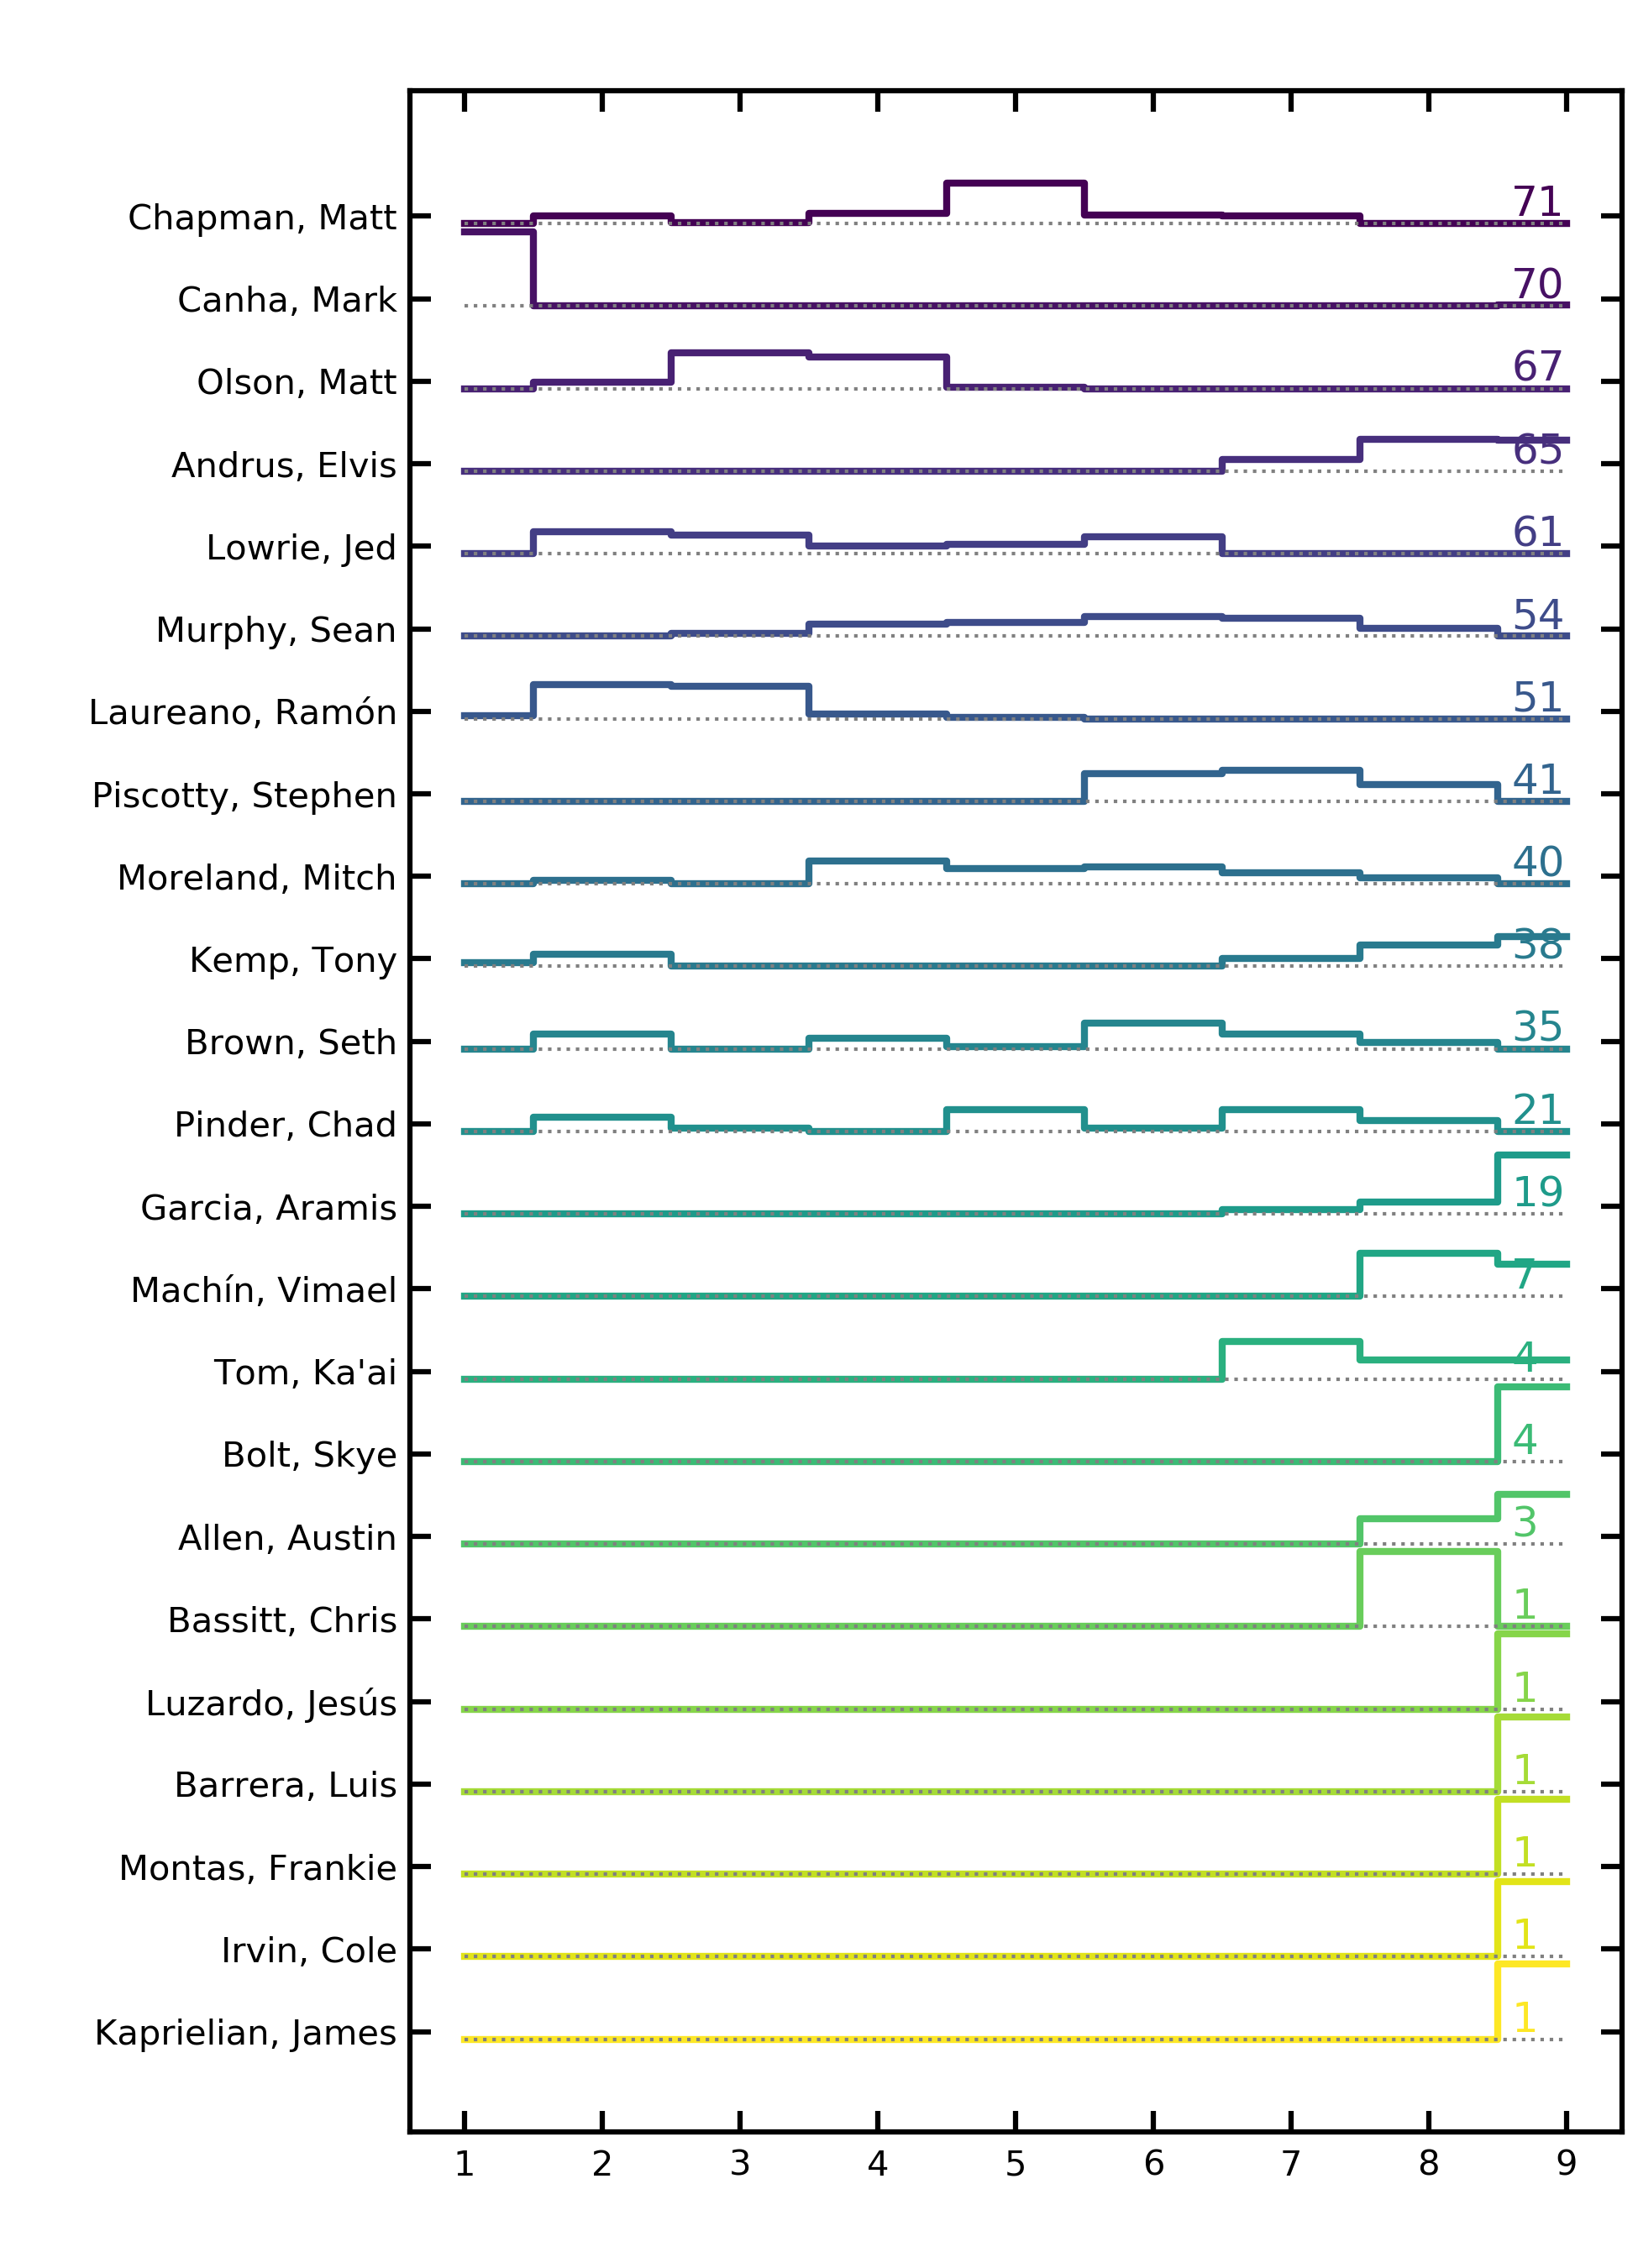 Chapman, Matt 71
Canha, Mark 70
Olson, Matt 67
Andrus, Elvis 65
Lowrie, Jed 61
Murphy, Sean 54
Laureano, Ramón 51
Piscotty, Stephen 41
Moreland, Mitch 40
Kemp, Tony 38
Brown, Seth 35
Pinder, Chad 21
Garcia, Aramis 19
Machín, Vimael 7
Tom, Ka'ai 4
Bolt, Skye 4
Allen, Austin 3
Bassitt, Chris 1
Luzardo, Jesús 1
Barrera, Luis 1
Montas, Frankie 1
Irvin, Cole 1
Kaprielian, James 1
1 2 3 4 5 6 7 8 9